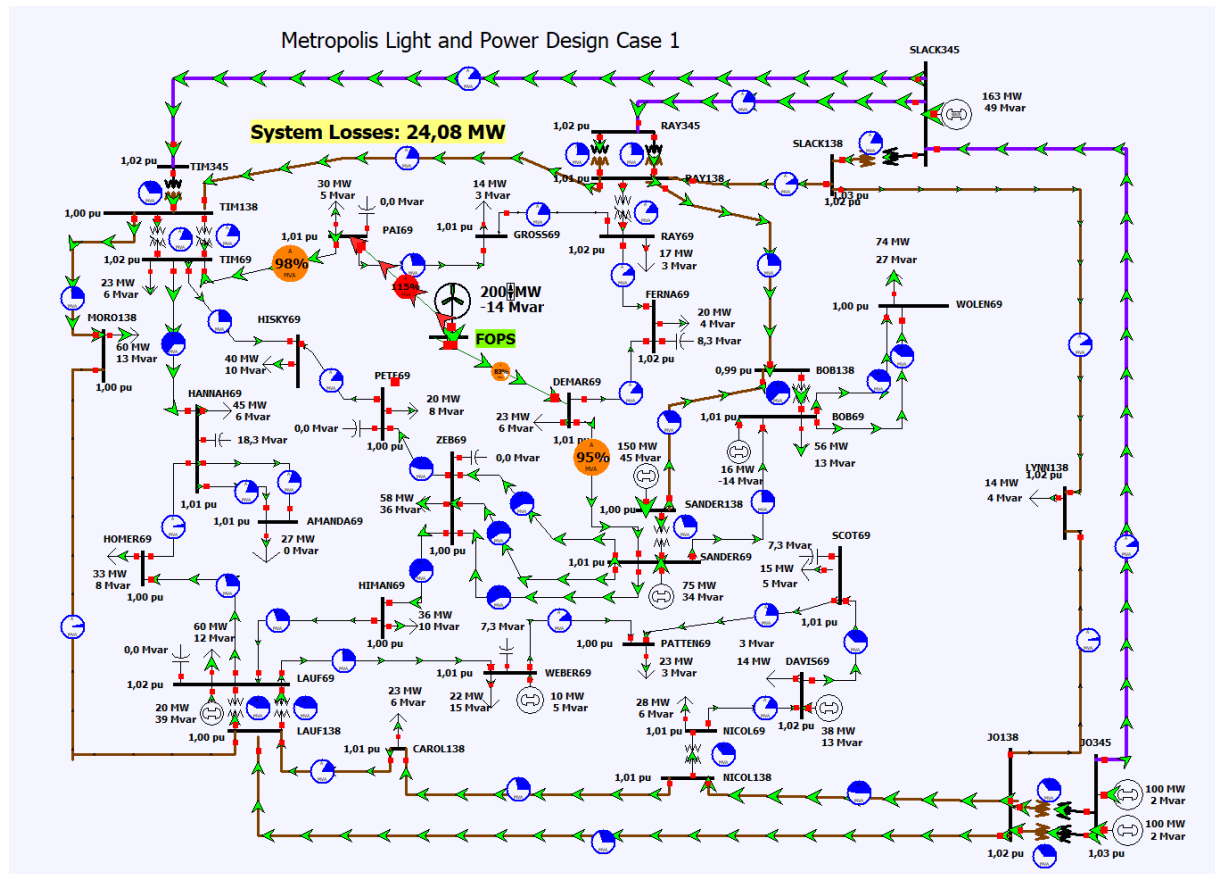 Metropolis Light and Power Design Case 1
SLACK345
163 MW
49 Mvar
System Losses: 24,08 MW
1,02 pu
RAY345
SLACK138
1,02 pu
TIM345
1,01 pu
RAY138
1,03 pu
1,02 pu
30 MW
5 Mvar
0,0 Mvar
14 MW
3 Mvar
1,00 pu
TIM138
1,01 pu
PAI69
1,01 pu
GROSS69
1,02 pu
RAY69
1,02 pu
TIM69
98%
MVA
17 MW
3 Mvar
74 MW
27 Mvar
23 MW
6 Mvar
115%
200 MW
-14 Mvar
FERNA69
1,00 pu
WOLEN69
MORO138
60 MW
13 Mvar
HISKY69
20 MW
4 Mvar
8,3 Mvar
FOPS
40 MW
10 Mvar
1,02 pu
1,00 pu
PETE69
83%
DEMAR69
0,99 pu
BOB138
HANNAH69
45 MW
6 Mvar
20 MW
8 Mvar
23 MW
6 Mvar
1,01 pu
BOB69
0,0 Mvar
18,3 Mvar
1,00 pu
ZEB69
0,0 Mvar
1,01 pu
150 MW
45 Mvar
95%
MVA
56 MW
13 Mvar
16 MW
-14 Mvar
LYNN138
1,02 pu
14 MW
4 Mvar
1,01 pu
58 MW
36 Mvar
1,00 pu
SANDER138
1,01 pu
AMANDA69
27 MW
0 Mvar
HOMER69
33 MW
8 Mvar
1,00 pu
1,00 pu
1,01 pu
SANDER69
SCOT69
7,3 Mvar
15 MW
5 Mvar
1,01 pu
HIMAN69
75 MW
34 Mvar
36 MW
10 Mvar
1,00 pu
60 MW
12 Mvar
7,3 Mvar
1,00 pu
PATTEN69
3 Mvar
14 MW
DAVIS69
0,0 Mvar
23 MW
3 Mvar
1,02 pu
LAUF69
1,01 pu
WEBER69
23 MW
6 Mvar
22 MW
15 Mvar
10 MW
5 Mvar
20 MW
39 Mvar
28 MW
6 Mvar
1,02 pu
38 MW
13 Mvar
1,00 pu
LAUF138
1,01 pu
NICOL69
1,01 pu
CAROL138
JO138
JO345
1,01 pu
NICOL138
100 MW
2 Mvar
100 MW
2 Mvar
1,02 pu
1,03 pu